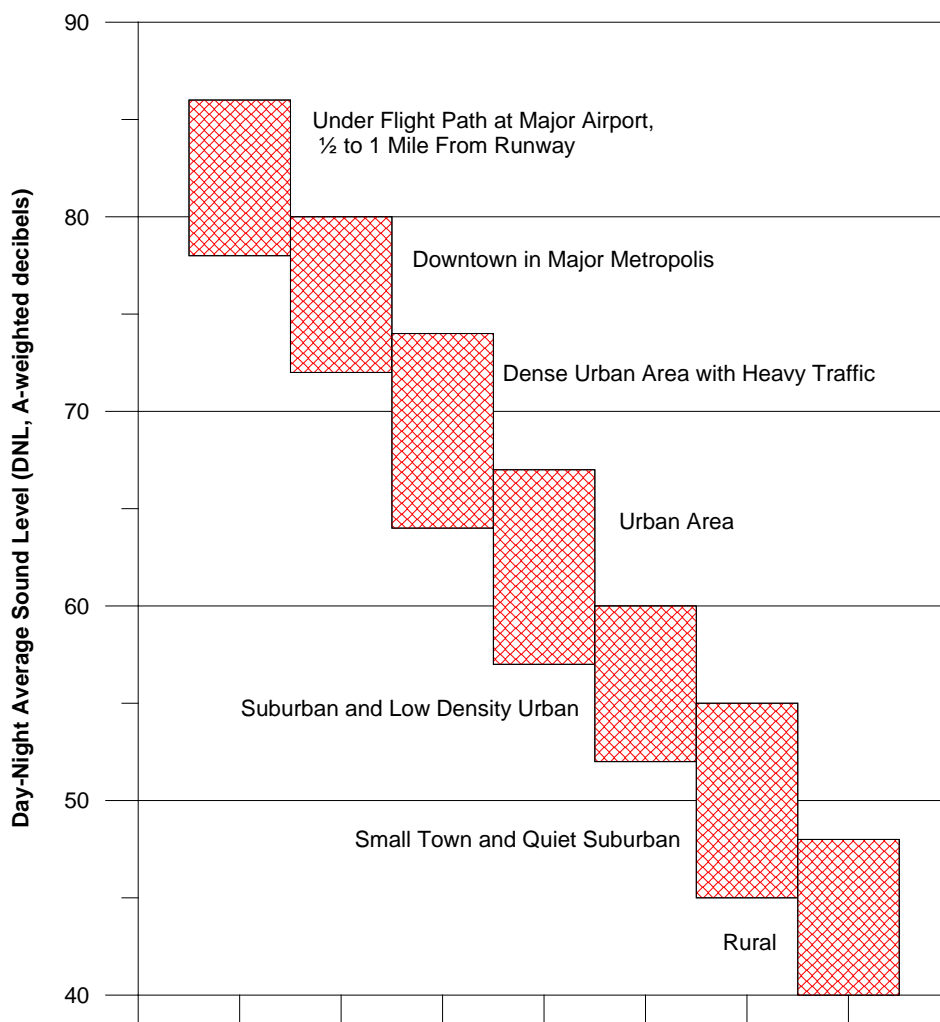 90
Under Flight Path at Major Airport,
½ to 1 Mile From Runway
80
Downtown in Major Metropolis
Dense Urban Area with Heavy Traffic
70
Urban Area
60
Suburban and Low Density Urban
50
Small Town and Quiet Suburban
Rural
40
Day-Night Average Sound Level (DNL, A-weighted decibels)